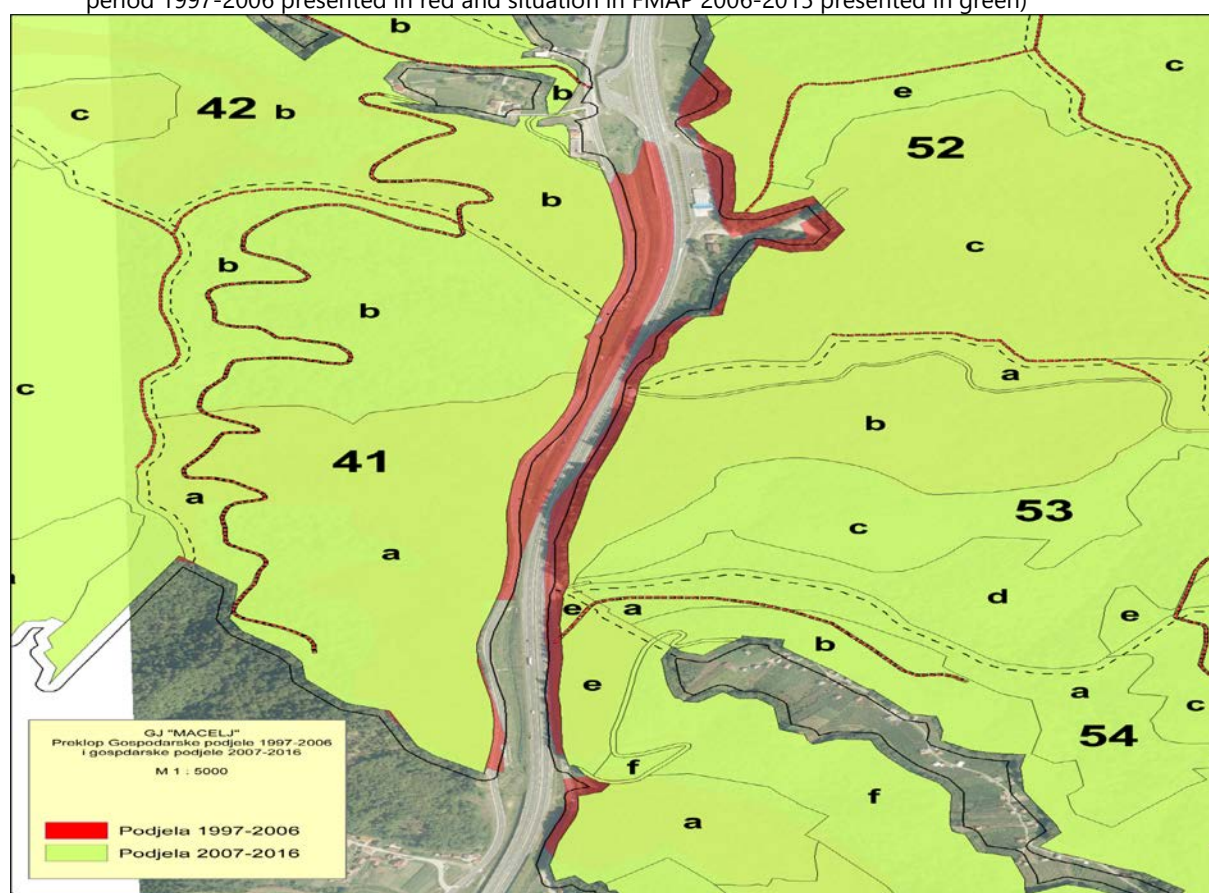 period 1997-2006 presented in red and situation in FMAP 2006-2015 presented in green)
b
c
c
42
b
b
e
52
b
c
b
b
a
c
b
41
53
a
c
a
d
e
a
e
b
e
a
c
54
f
f
a
GJ "MACELJ"
Preklop Gospodarske podjele 1997-2006
i gospdarske podjele 2007-2016
M 1 : 5000
Podjela 1997-2006
Podjela 2007-2016